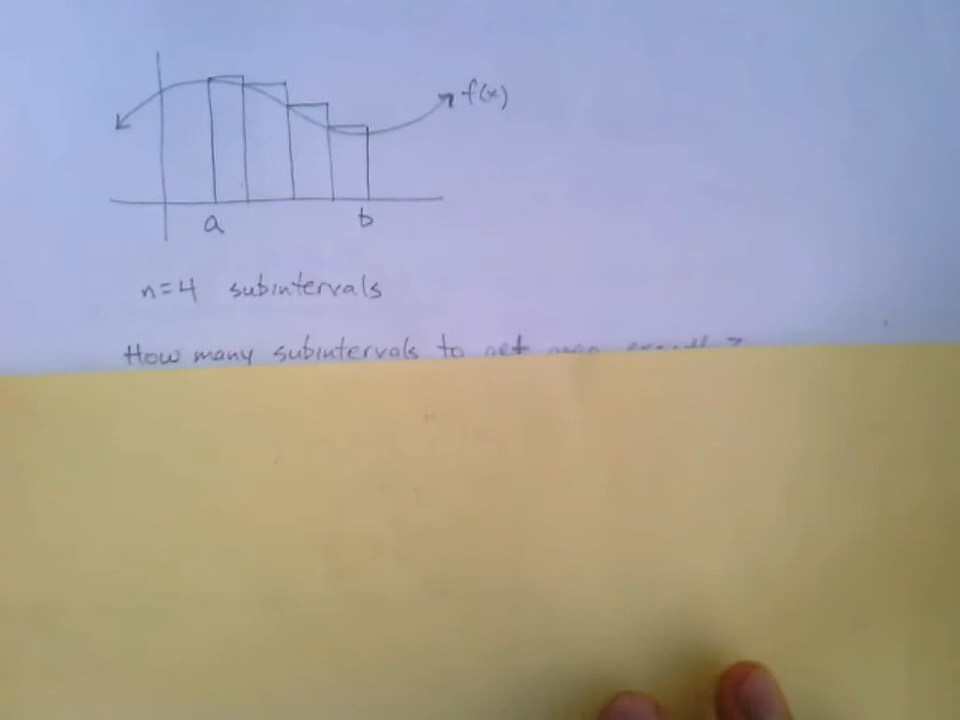 f(x)
a b
n=4 subintervals
How many subintervals to get